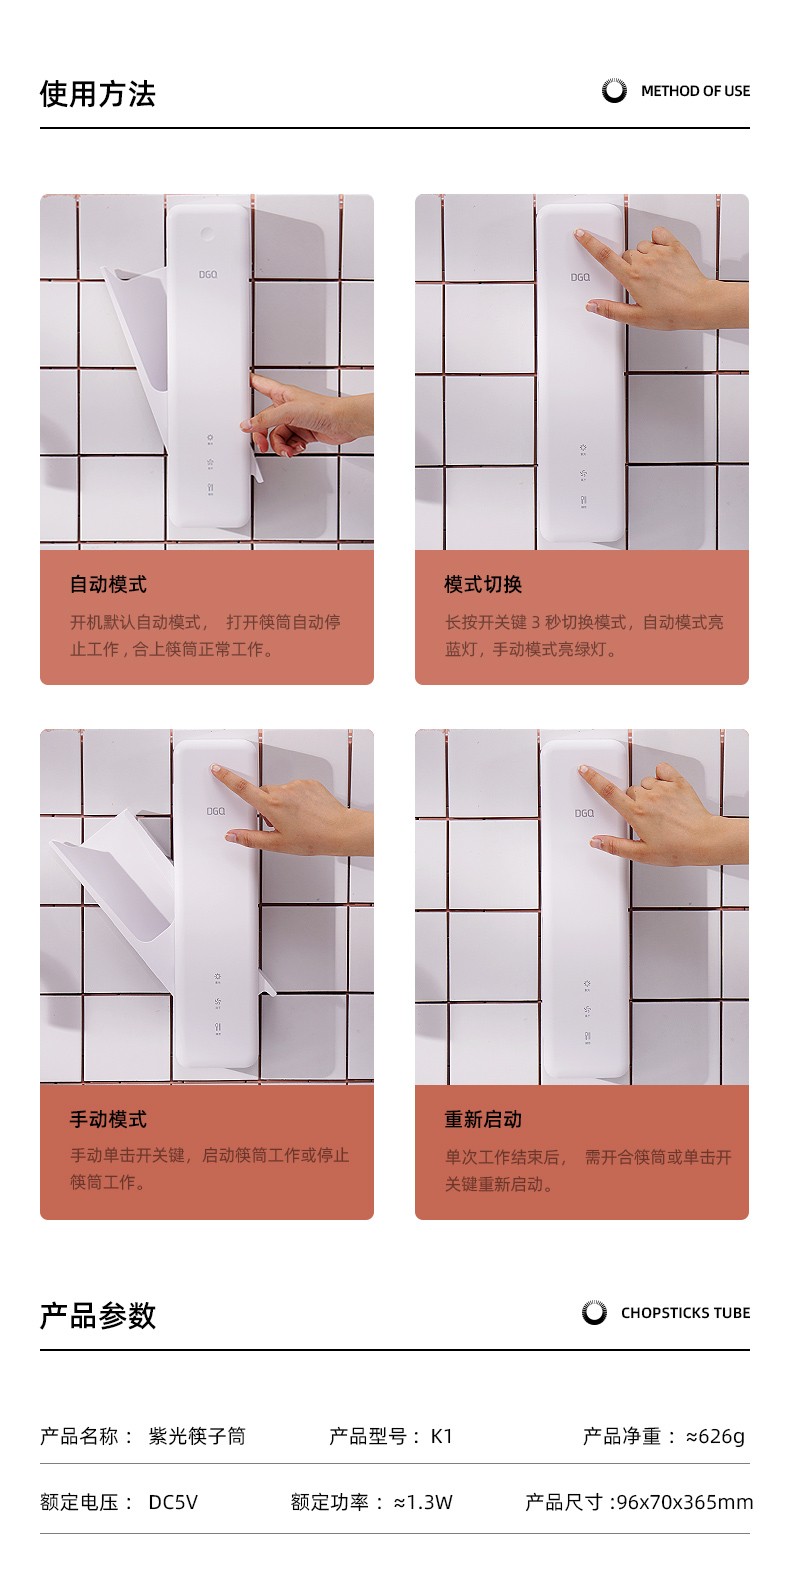 使用方法
METHOD OF USE
DGQ
DGQ
自动模式
开机默认自动模式， 打开筷筒自动停
止工作 , 合上筷筒正常工作。
模式切换
长按开关键 3 秒切换模式，自动模式亮
蓝灯，手动模式亮绿灯。
DGQ
DGQ
手动模式
手动单击开关键，启动筷筒工作或停止
筷筒工作。
重新启动
单次工作结束后， 需开合筷筒或单击开
关键重新启动。
产品参数
CHOPSTICKS TUBE
产品名称 : 紫光筷子筒
产品型号 : K1
产品净重 : ≈626g
额定电压 : DC5V
额定功率 : ≈1.3W
产品尺寸 :96x70x365mm